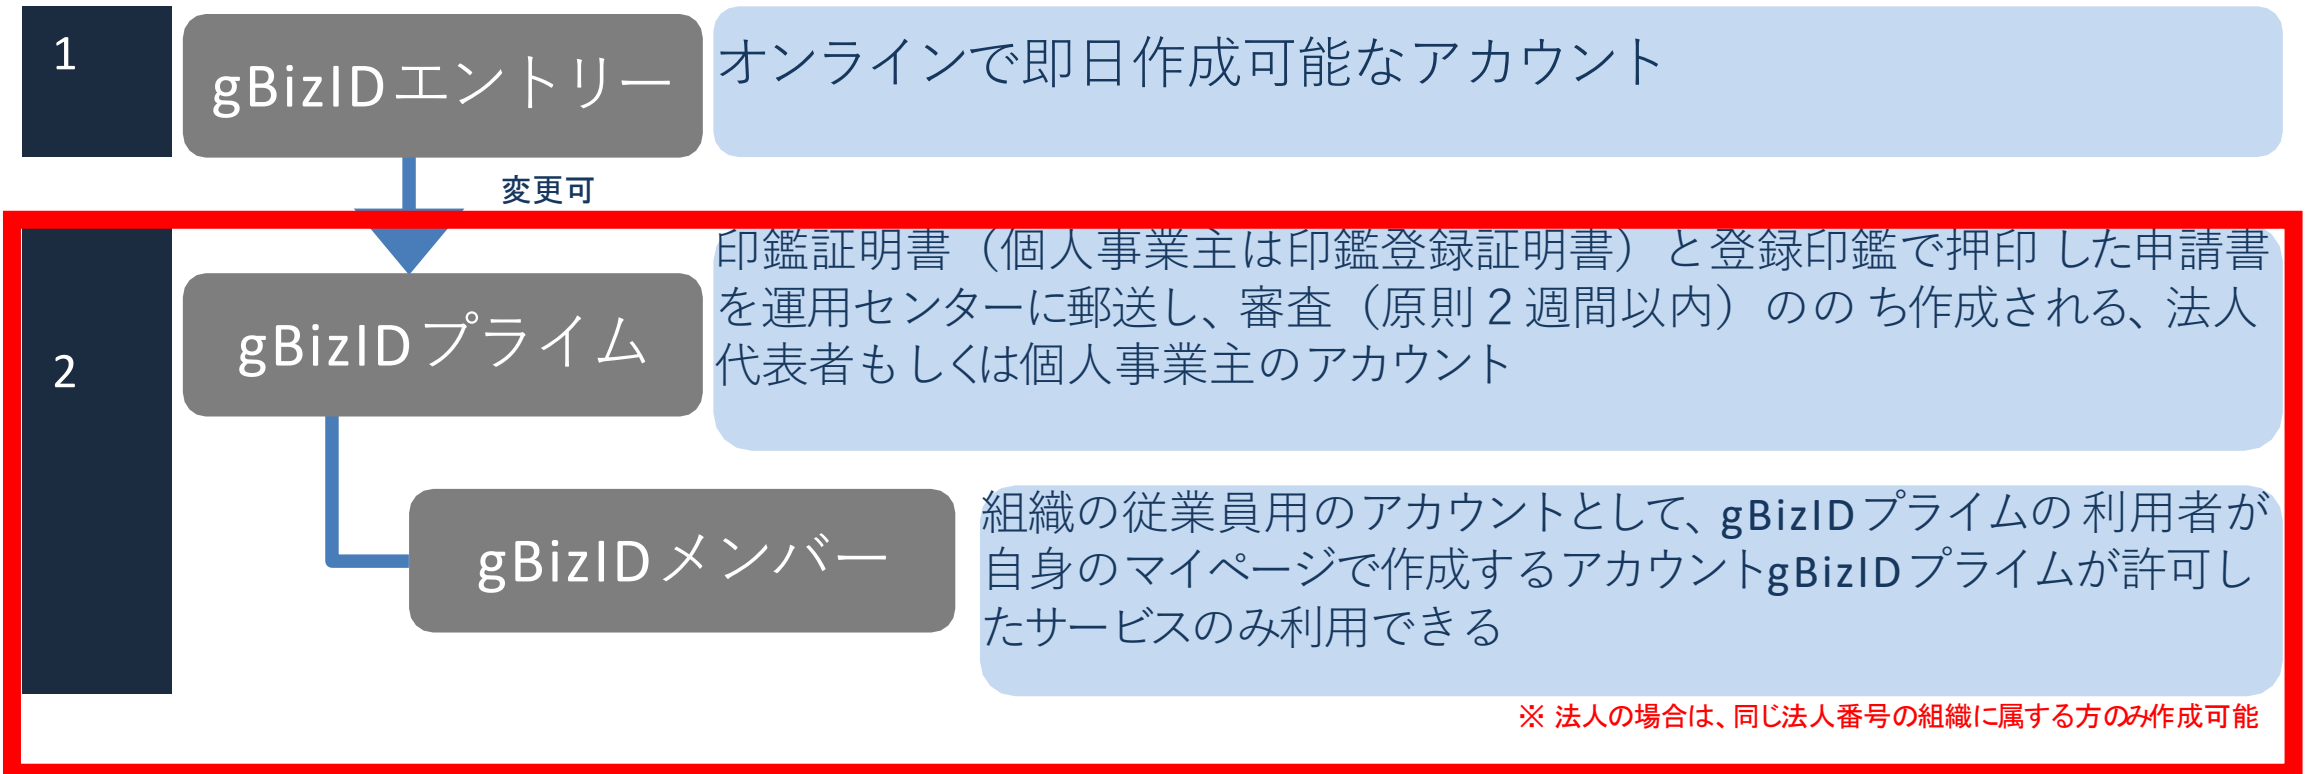 1
gBizIDエントリー
オンラインで即日作成可能なアカウント
変更可
2
gBizIDプライム
印鑑証明書（個人事業主は印鑑登録証明書）と登録印鑑で押印した申請書
を運用センターに郵送し、審査（原則２週間以内）ののち作成される、法人
代表者もしくは個人事業主のアカウント
gBizIDメンバー
組織の従業員用のアカウントとして、gBizIDプライムの利用者が
自身のマイページで作成するアカウントgBizIDプライムが許可し
たサービスのみ利用できる
※ 法人の場合は、同じ法人番号の組織に属する方のみ作成可能